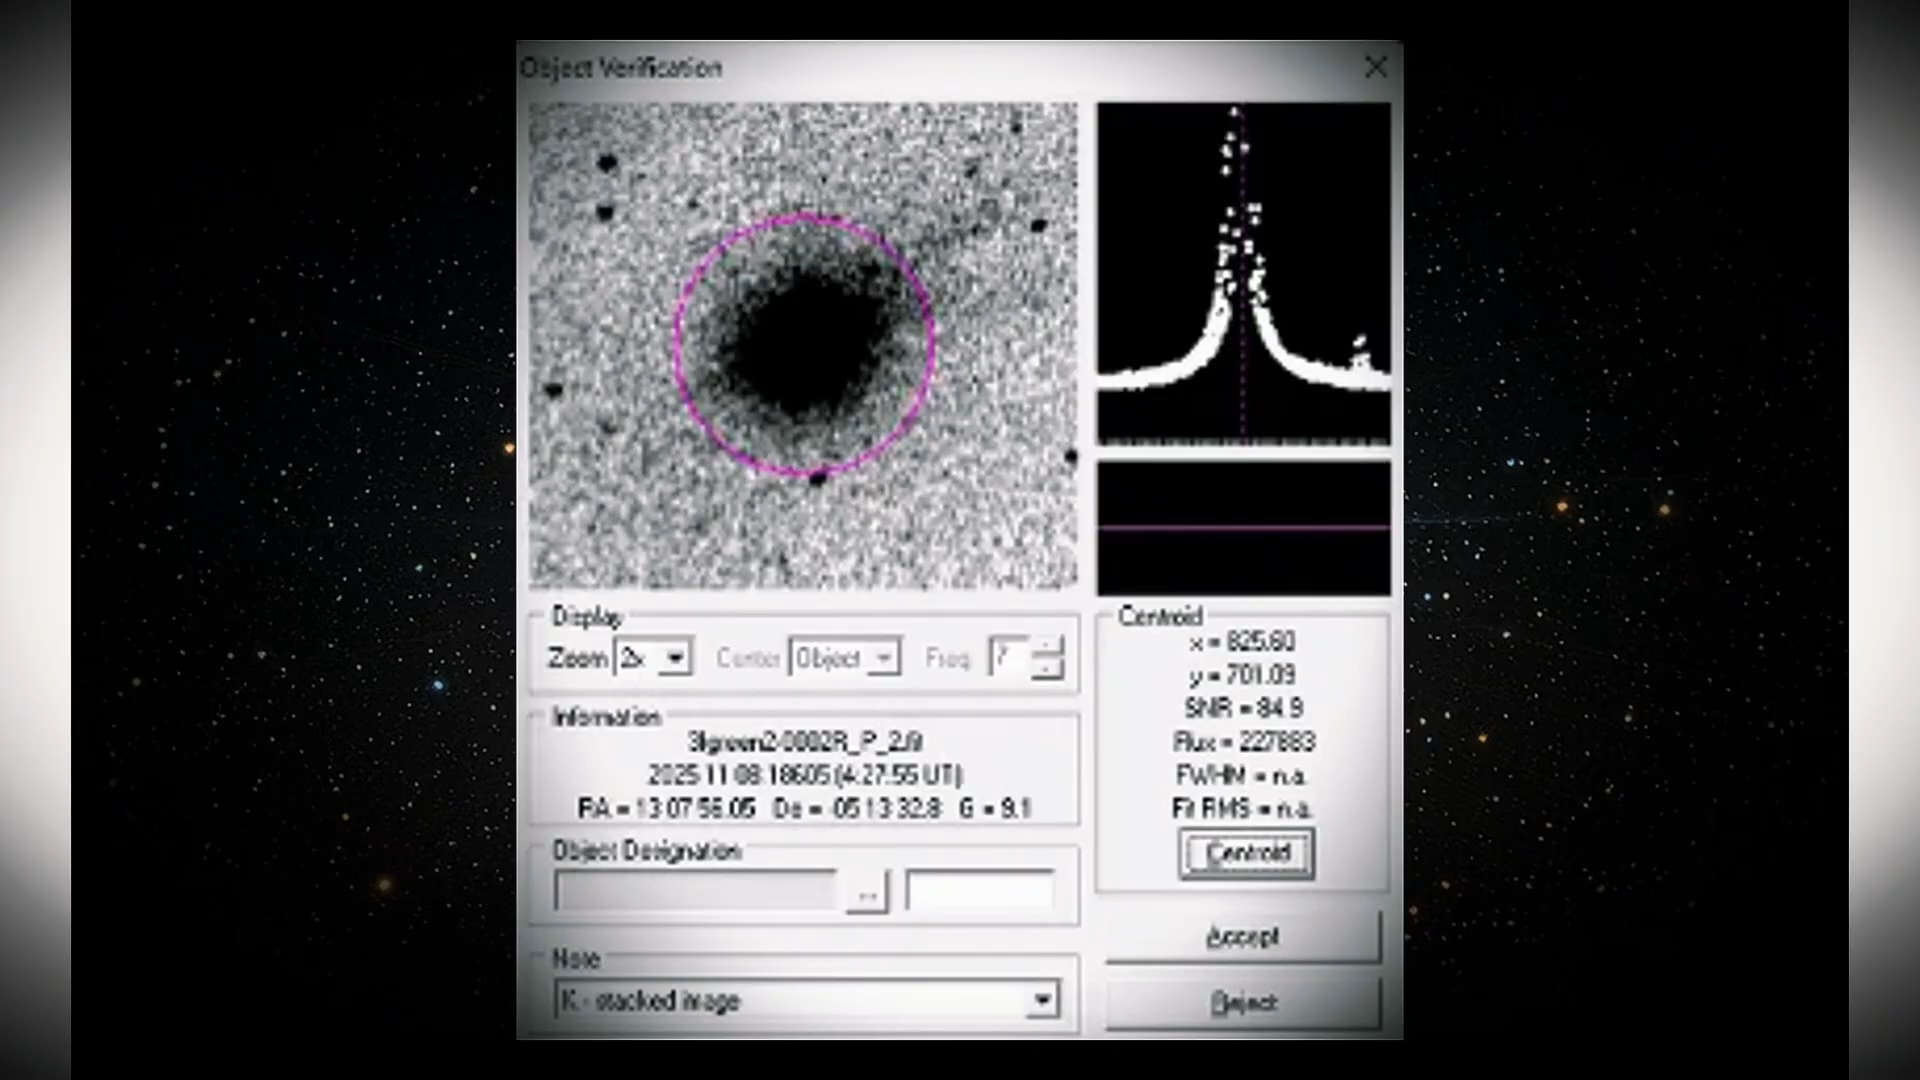 Object Verification
Display
Zoom 2x Center Object Freq 7
Information
2025 11 08.18605 (4:27:55 UT)
RA = 13 07 56.05 De = -05 13 32.8 G = 9.1
Object Designation
...
Note
K - stacked image
Centroid
x = 825.60
y = 701.09
SNR = 84.9
Flux = 227883
FWHM = n.a.
Fit RMS = n.a.
Centroid
Accept
Reject